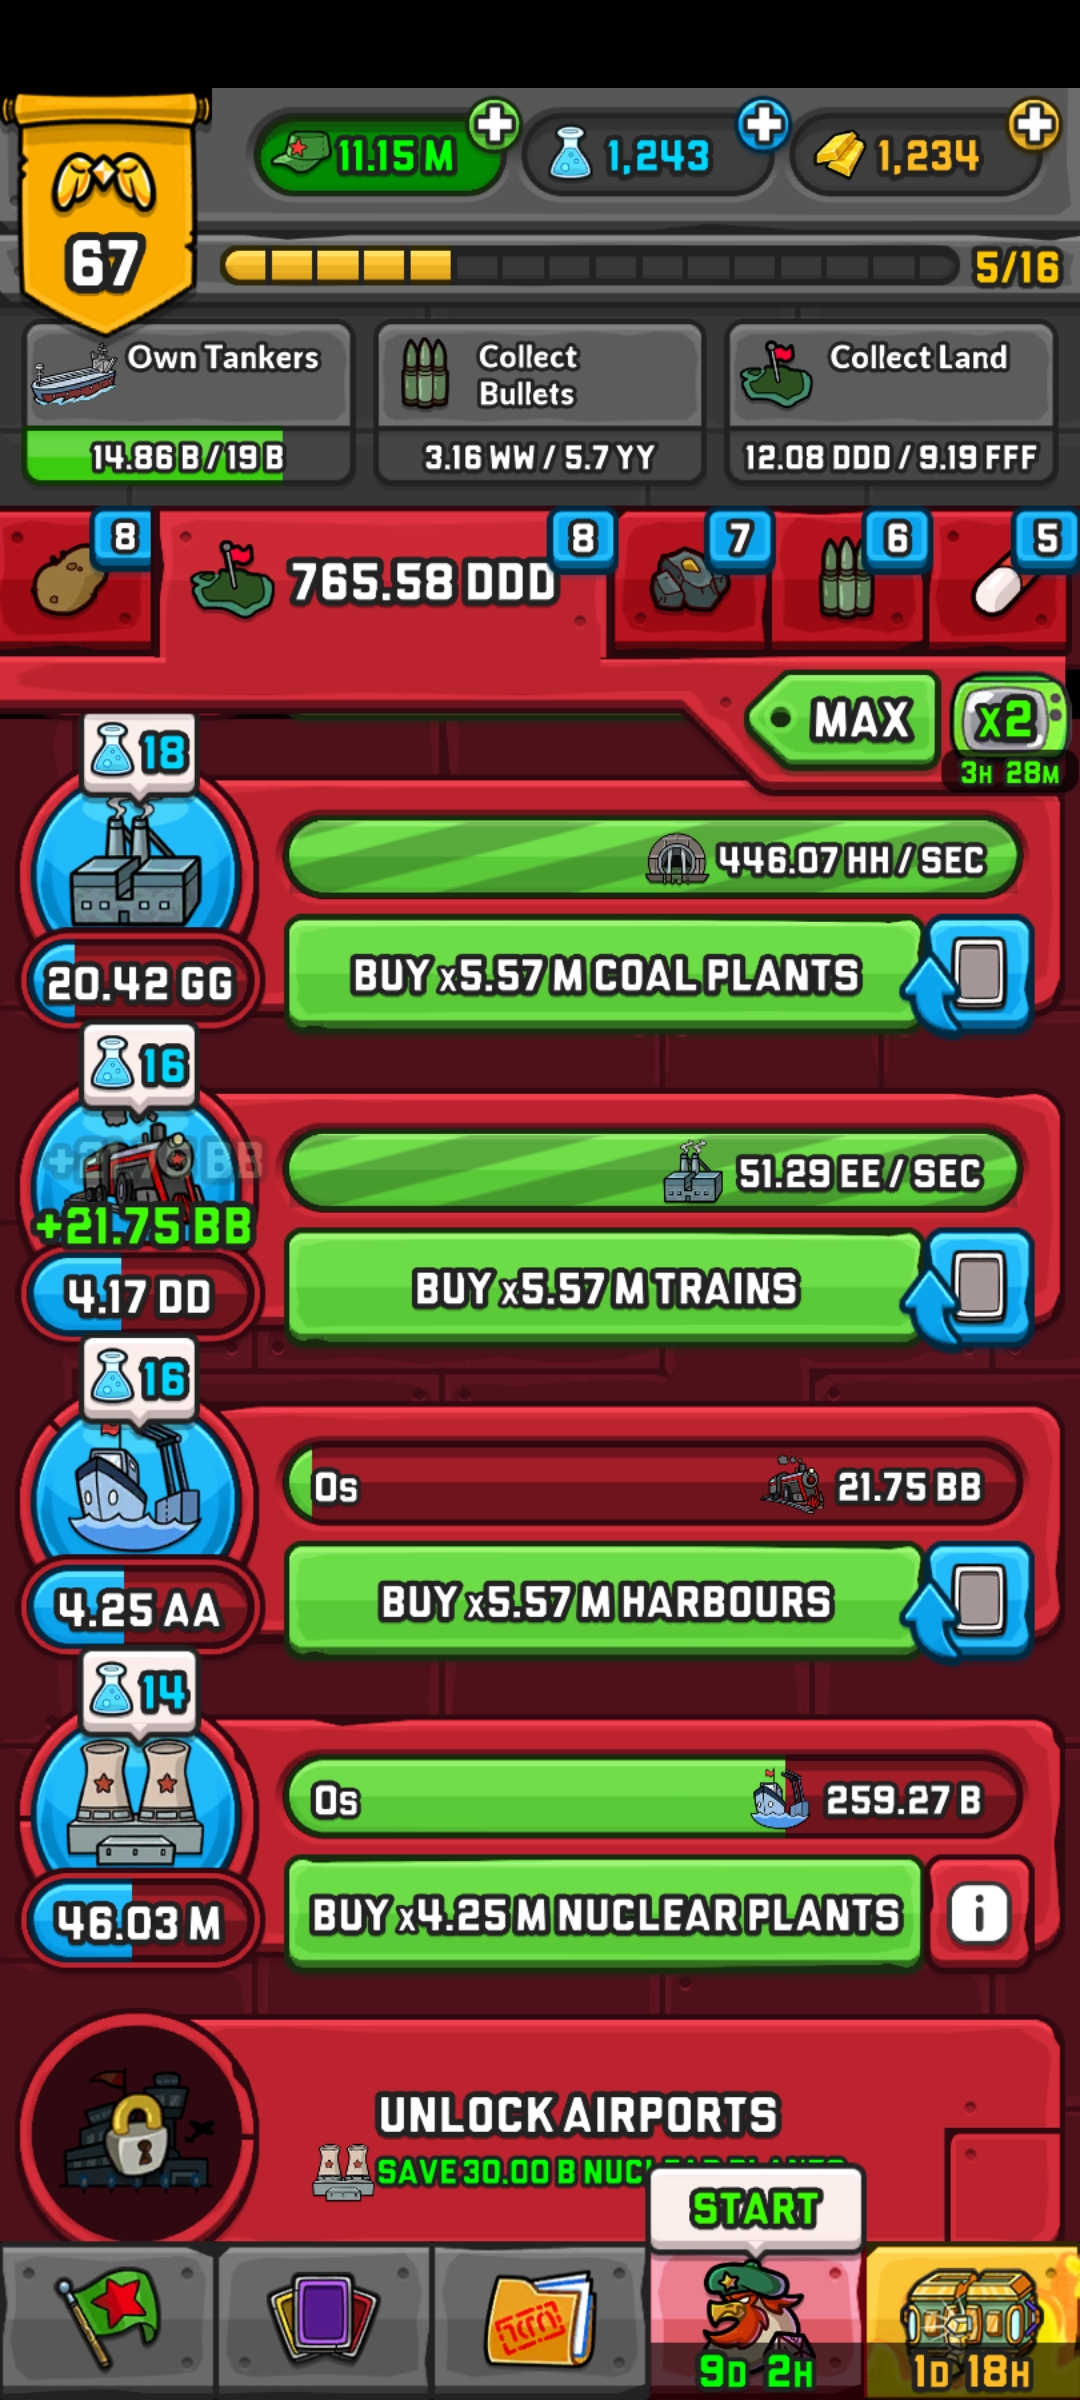 11.15 M
1,243
1,234
67
5/16
Own Tankers
14.86 B / 19 B
Collect
Bullets
3.16 WW / 5.7 YY
Collect Land
12.08 DDD / 9.19 FFF
8
765.58 DDD
8
7
6
5
MAX
x2
3H 28M
18
446.07 HH / SEC
20.42 GG
BUY x5.57 M COAL PLANTS
16
51.29 EE / SEC
+21.75 BB
4.17 DD
BUY x5.57 M TRAINS
16
0s
21.75 BB
4.25 AA
BUY x5.57 M HARBOURS
14
0s
259.27 B
46.03 M
BUY x4.25 M NUCLEAR PLANTS
i
UNLOCK AIRPORTS
SAVE 30.00 B
START
9D 2H
1D 18H